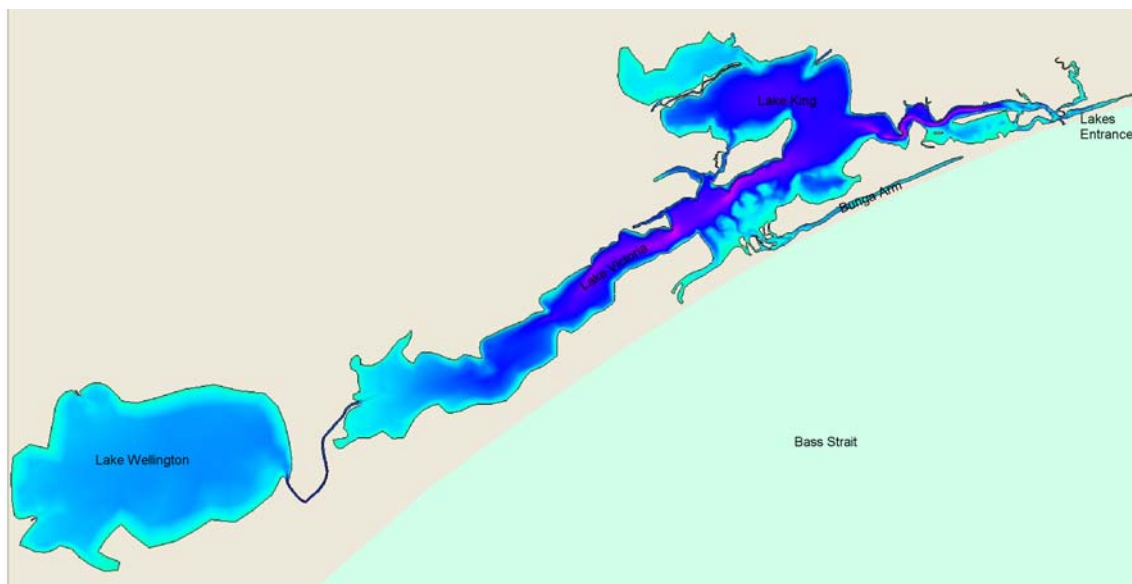 Lake King
Lakes
Entrance
Bunga Arm
Lake Victoria
Bass Strait
Lake Wellington